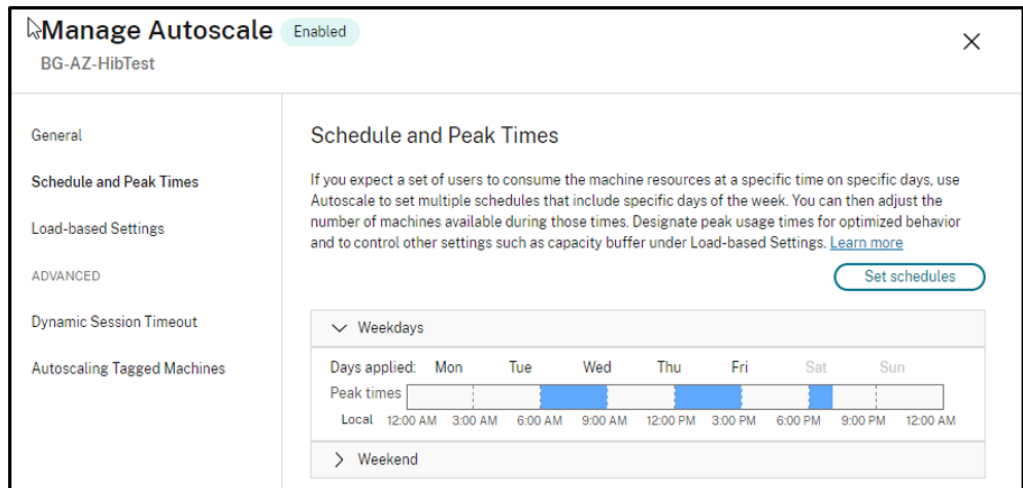 Manage Autoscale Enabled
BG-AZ-HibTest
General
Schedule and Peak Times
Load-based Settings
ADVANCED
Dynamic Session Timeout
Autoscaling Tagged Machines
Schedule and Peak Times
If you expect a set of users to consume the machine resources at a specific time on specific days, use
Autoscale to set multiple schedules that include specific days of the week. You can then adjust the
number of machines available during those times. Designate peak usage times for optimized behavior
and to control other settings such as capacity buffer under Load-based Settings. Learn more
Set schedules
Weekdays
Days applied: Mon Tue Wed Thu Fri Sat Sun
Peak times
Local 12:00 AM 3:00 AM 6:00 AM 9:00 AM 12:00 PM 3:00 PM 6:00 PM 9:00 PM 12:00 AM
Weekend